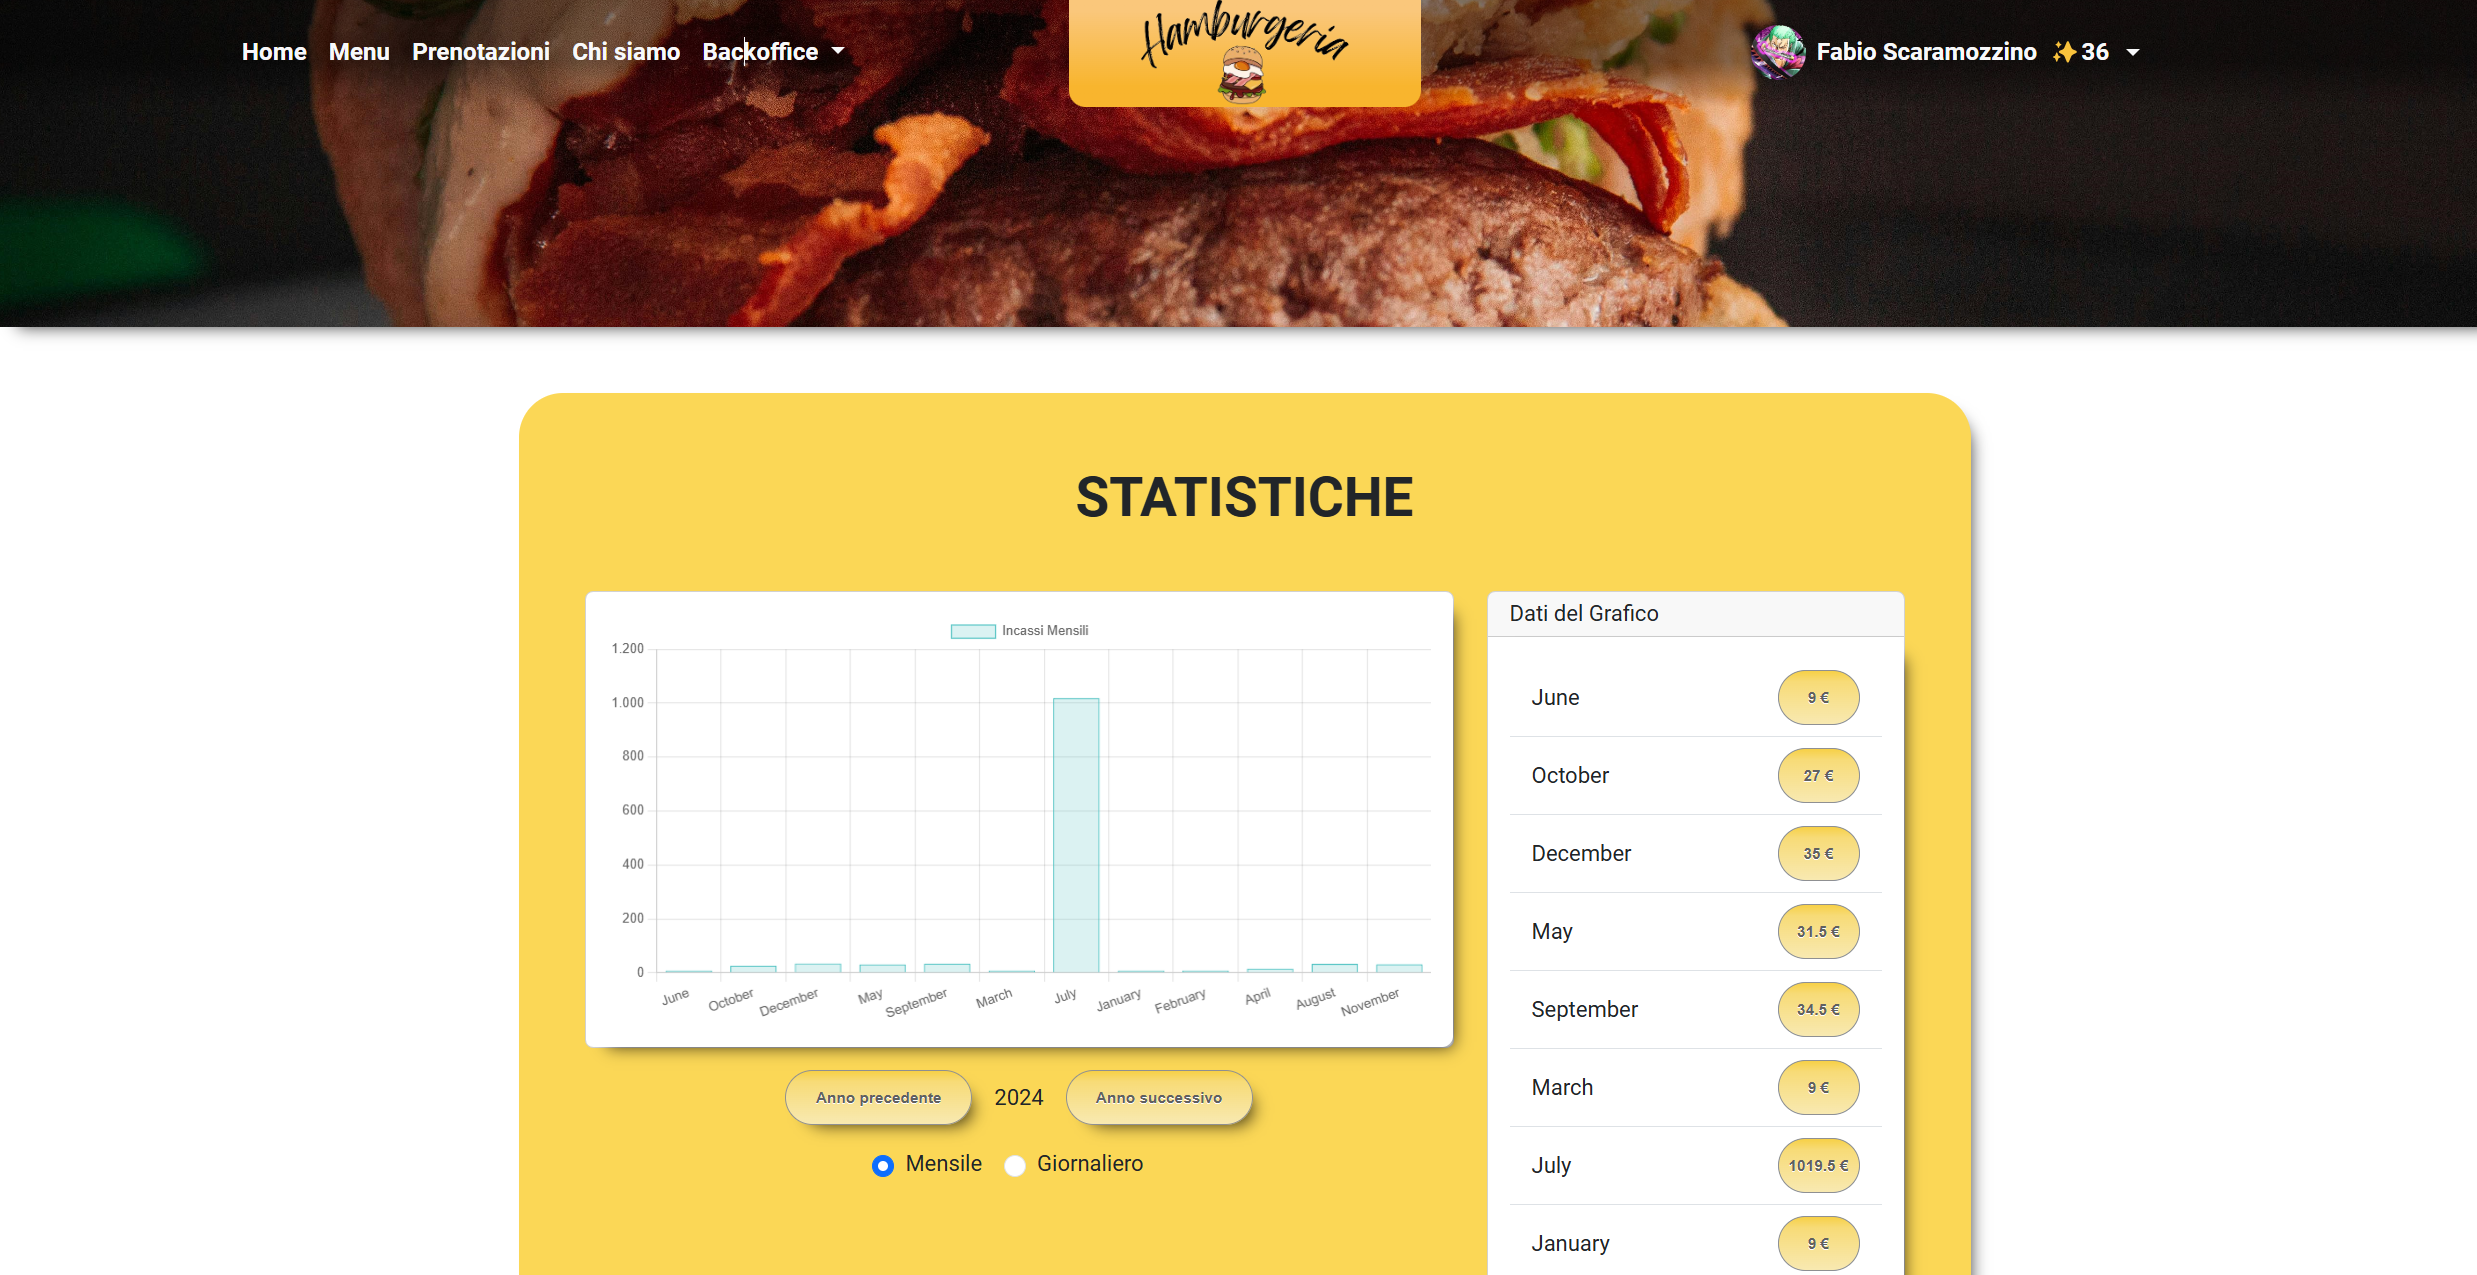 Home Menu Prenotazioni Chi siamo Backoffice
Hamburgeria
Fabio Scaramozzino ✨36
STATISTICHE
Incassi Mensili
1.200
1.000
800
600
400
200
0
June October December May September March July January February April August November
Anno precedente 2024 Anno successivo
Mensile Giornaliero
Dati del Grafico
June 9 €
October 27 €
December 35 €
May 31.5 €
September 34.5 €
March 9 €
July 1019.5 €
January 9 €